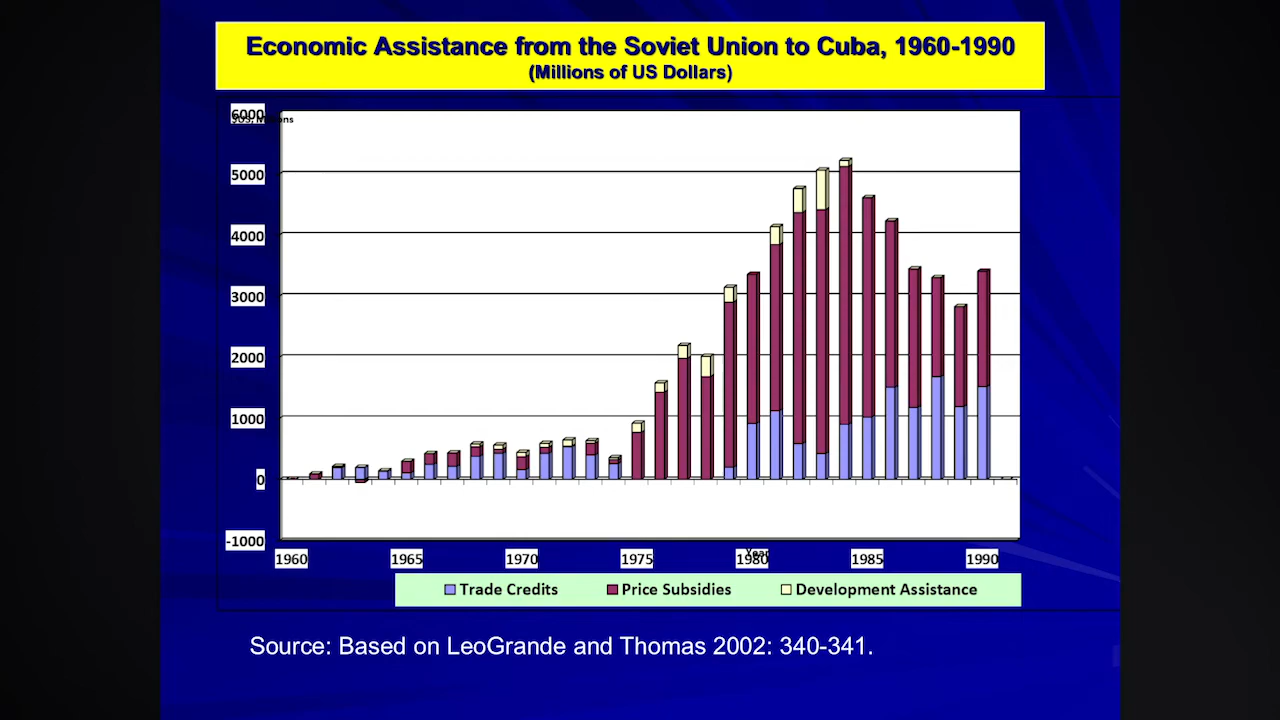 Economic Assistance from the Soviet Union to Cuba, 1960-1990
(Millions of US Dollars)
6000
5000
4000
3000
2000
1000
0
-1000
1960 1965 1970 1975 1980 1985 1990
Year
Trade Credits Price Subsidies Development Assistance
Source: Based on LeoGrande and Thomas 2002: 340-341.